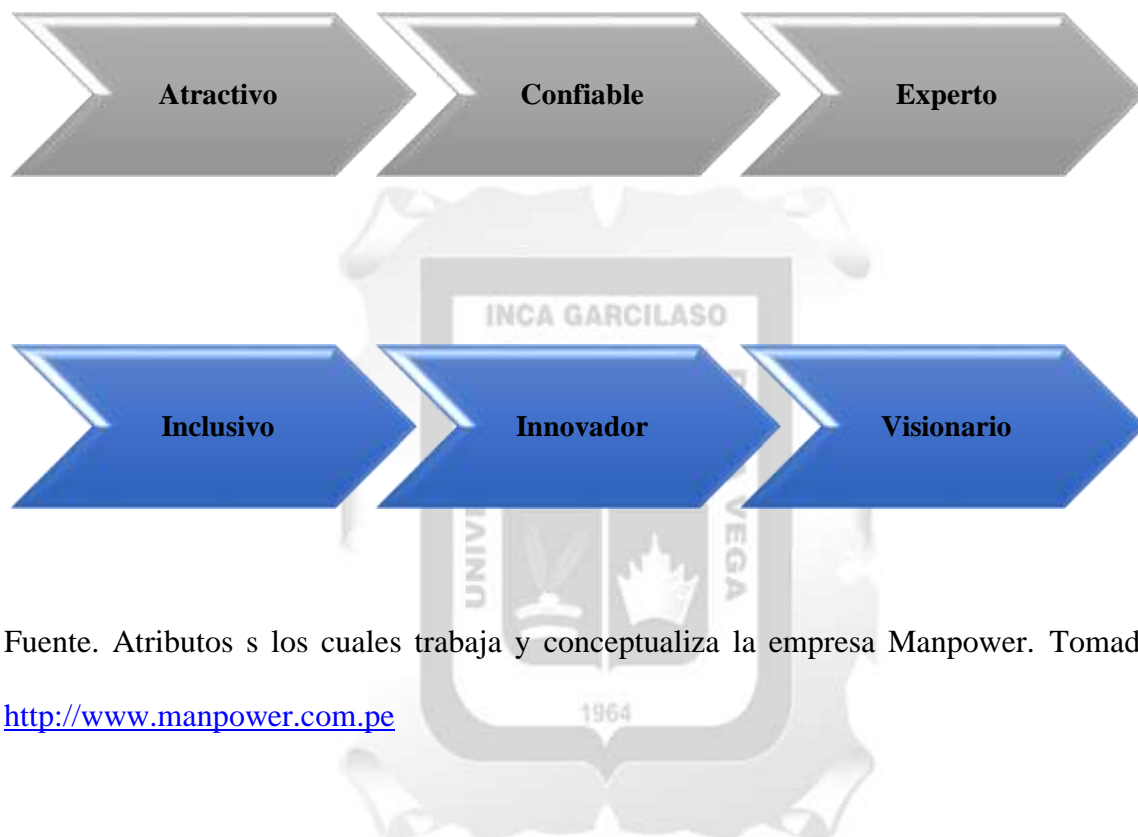 Atractivo Confiable Experto
INCA GARCILASO
Inclusivo Innovador Visionario
VEGA
Fuente. Atributos s los cuales trabaja y conceptualiza la empresa Manpower. Tomad
http://www.manpower.com.pe
1964